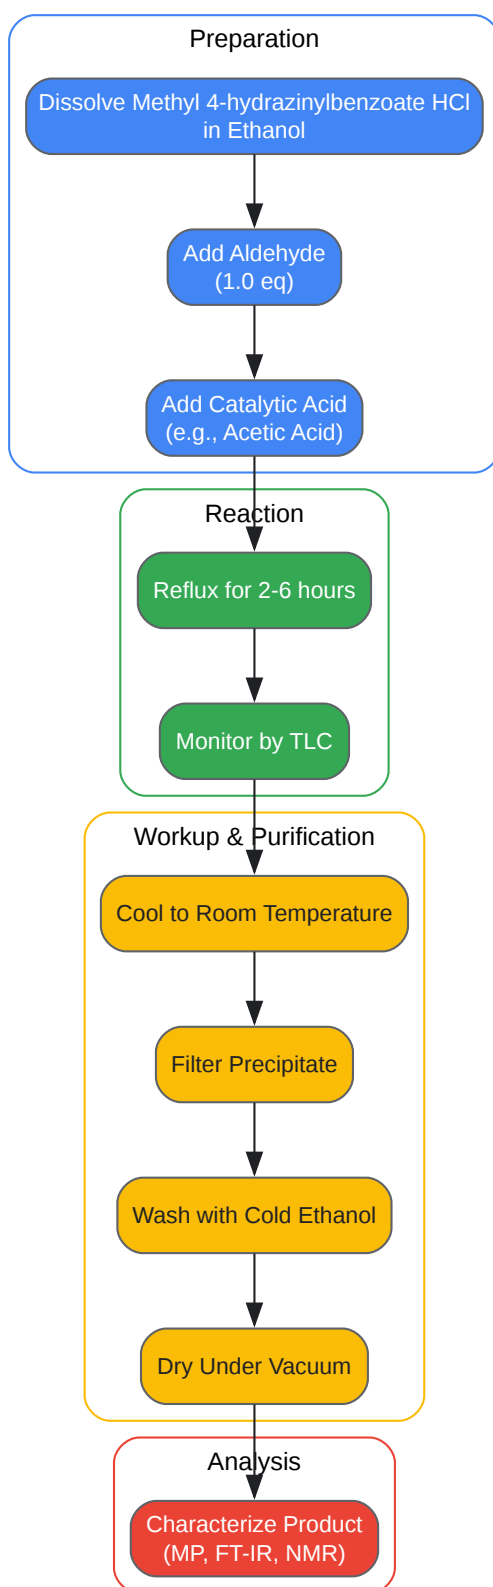 Preparation
Dissolve Methyl 4-hydrazinylbenzoate HCl
in Ethanol
Add Aldehyde
(1.0 eq)
Add Catalytic Acid
(e.g., Acetic Acid)
Reaction
Reflux for 2-6 hours
Monitor by TLC
Workup & Purification
Cool to Room Temperature
Filter Precipitate
Wash with Cold Ethanol
Dry Under Vacuum
Analysis
Characterize Product
(MP, FT-IR, NMR)